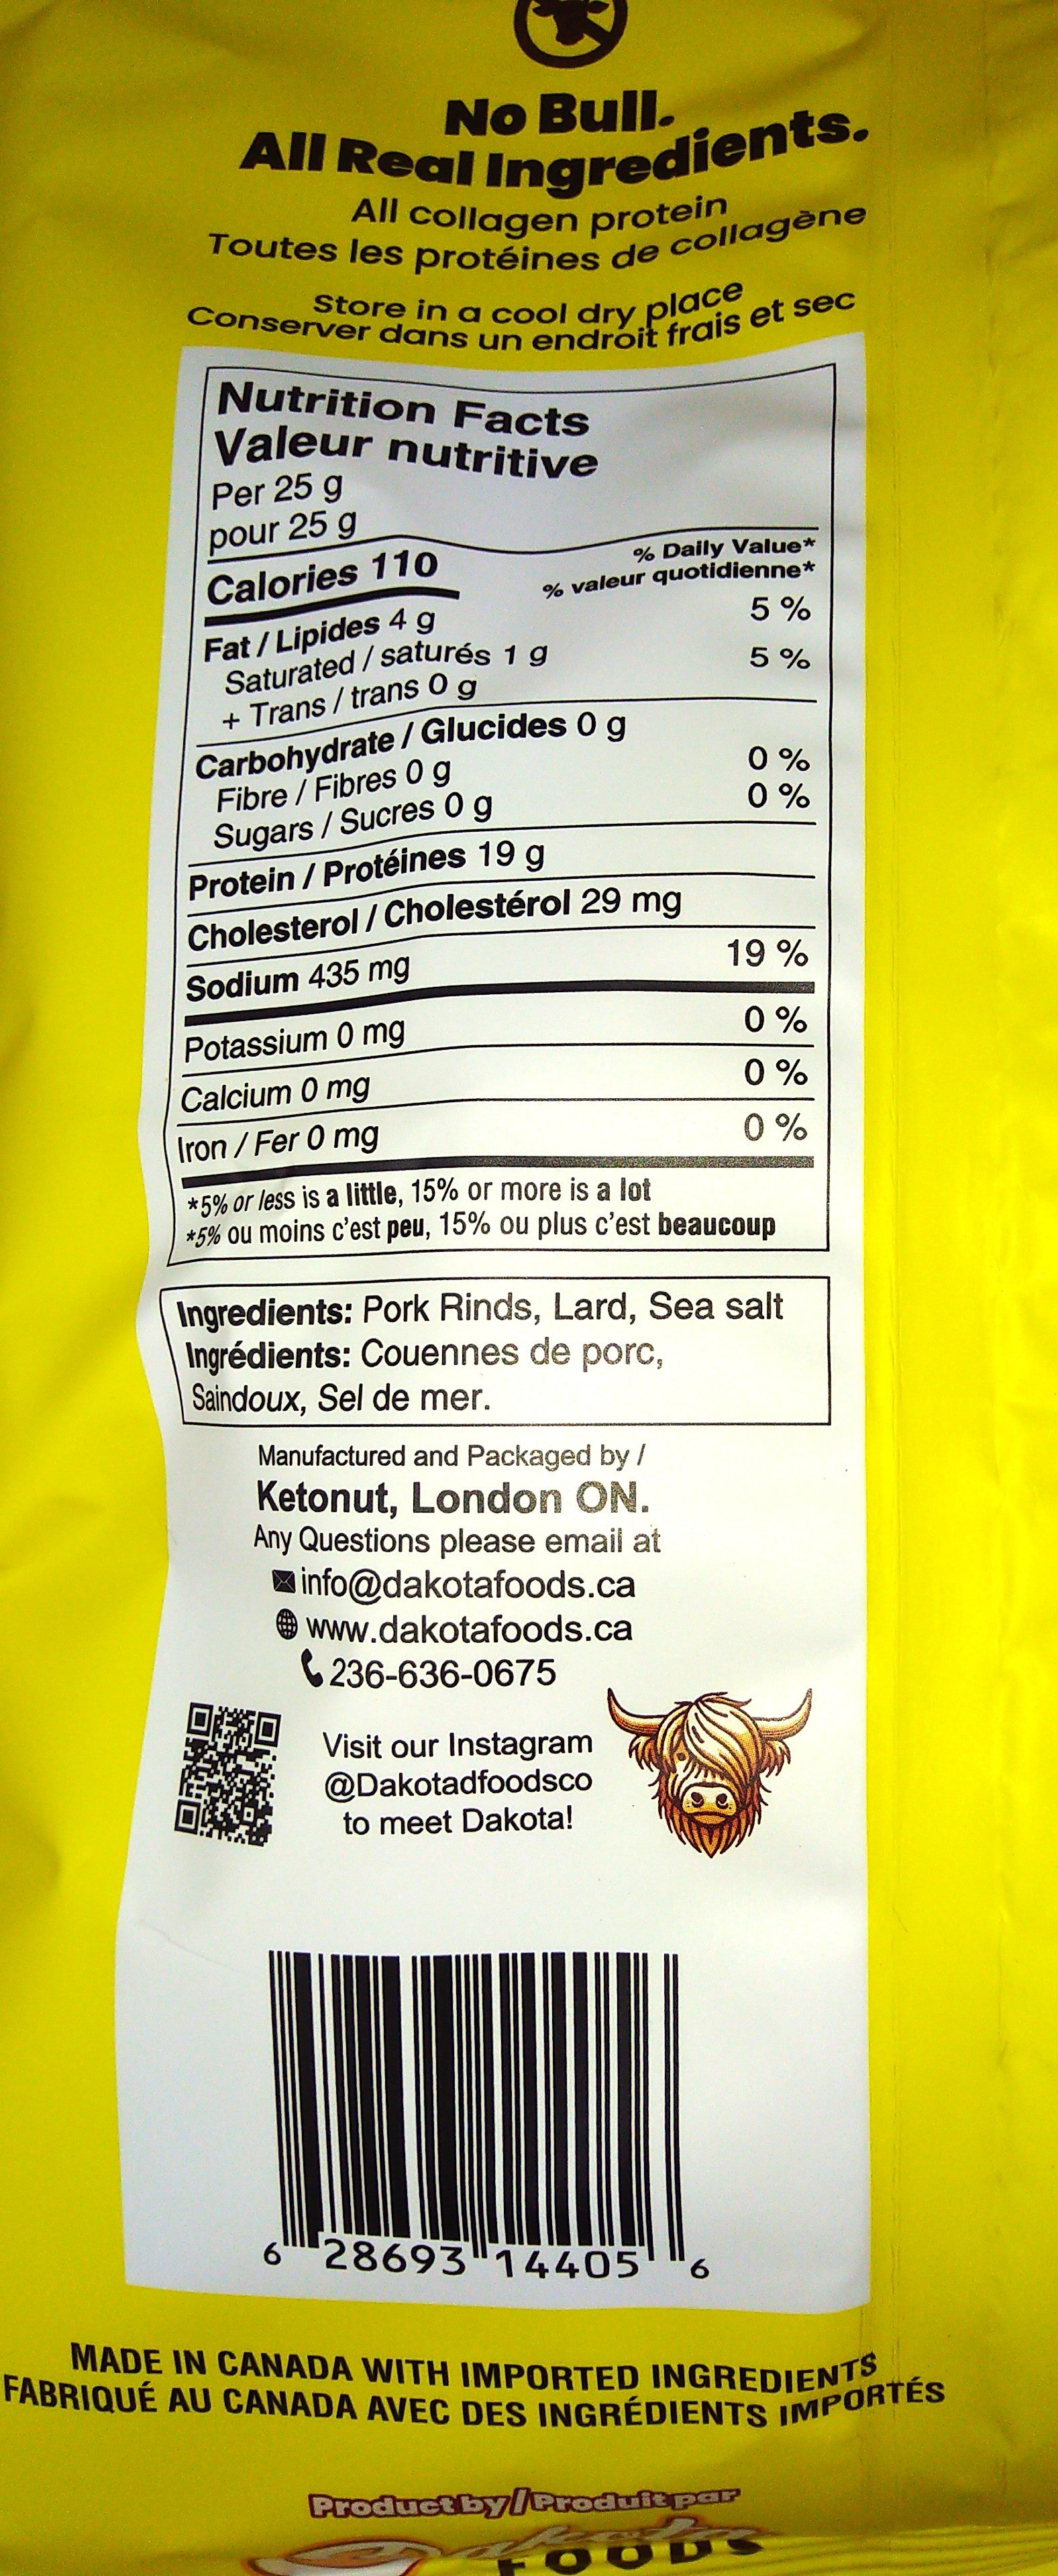 No Bull.
All Real Ingredients.
All collagen protein
Toutes les protéines de collagène
Store in a cool dry place
Conserver dans un endroit frais et sec
Nutrition Facts
Valeur nutritive
Per 25 g
pour 25 g
% Daily Value*
% valeur quotidienne*
Calories 110
Fat / Lipides 4 g 5 %
Saturated / saturés 1 g 5 %
+ Trans / trans 0 g
Carbohydrate / Glucides 0 g
Fibre / Fibres 0 g 0 %
Sugars / Sucres 0 g 0 %
Protein / Protéines 19 g
Cholesterol / Cholestérol 29 mg
Sodium 435 mg 19 %
Potassium 0 mg 0 %
Calcium 0 mg 0 %
Iron / Fer 0 mg 0 %
*5% or less is a little, 15% or more is a lot
*5% ou moins c'est peu, 15% ou plus c'est beaucoup
Ingredients: Pork Rinds, Lard, Sea salt
Ingrédients: Couennes de porc,
Saindoux, Sel de mer.
Manufactured and Packaged by /
Ketonut, London ON.
Any Questions please email at
info@dakotafoods.ca
www.dakotafoods.ca
236-636-0675
Visit our Instagram
@Dakotadfoodsco
to meet Dakota!
6 28693 14405 6
MADE IN CANADA WITH IMPORTED INGREDIENTS
FABRIQUÉ AU CANADA AVEC DES INGRÉDIENTS IMPORTÉS
Product by / Produit par
Dakota
FOODS